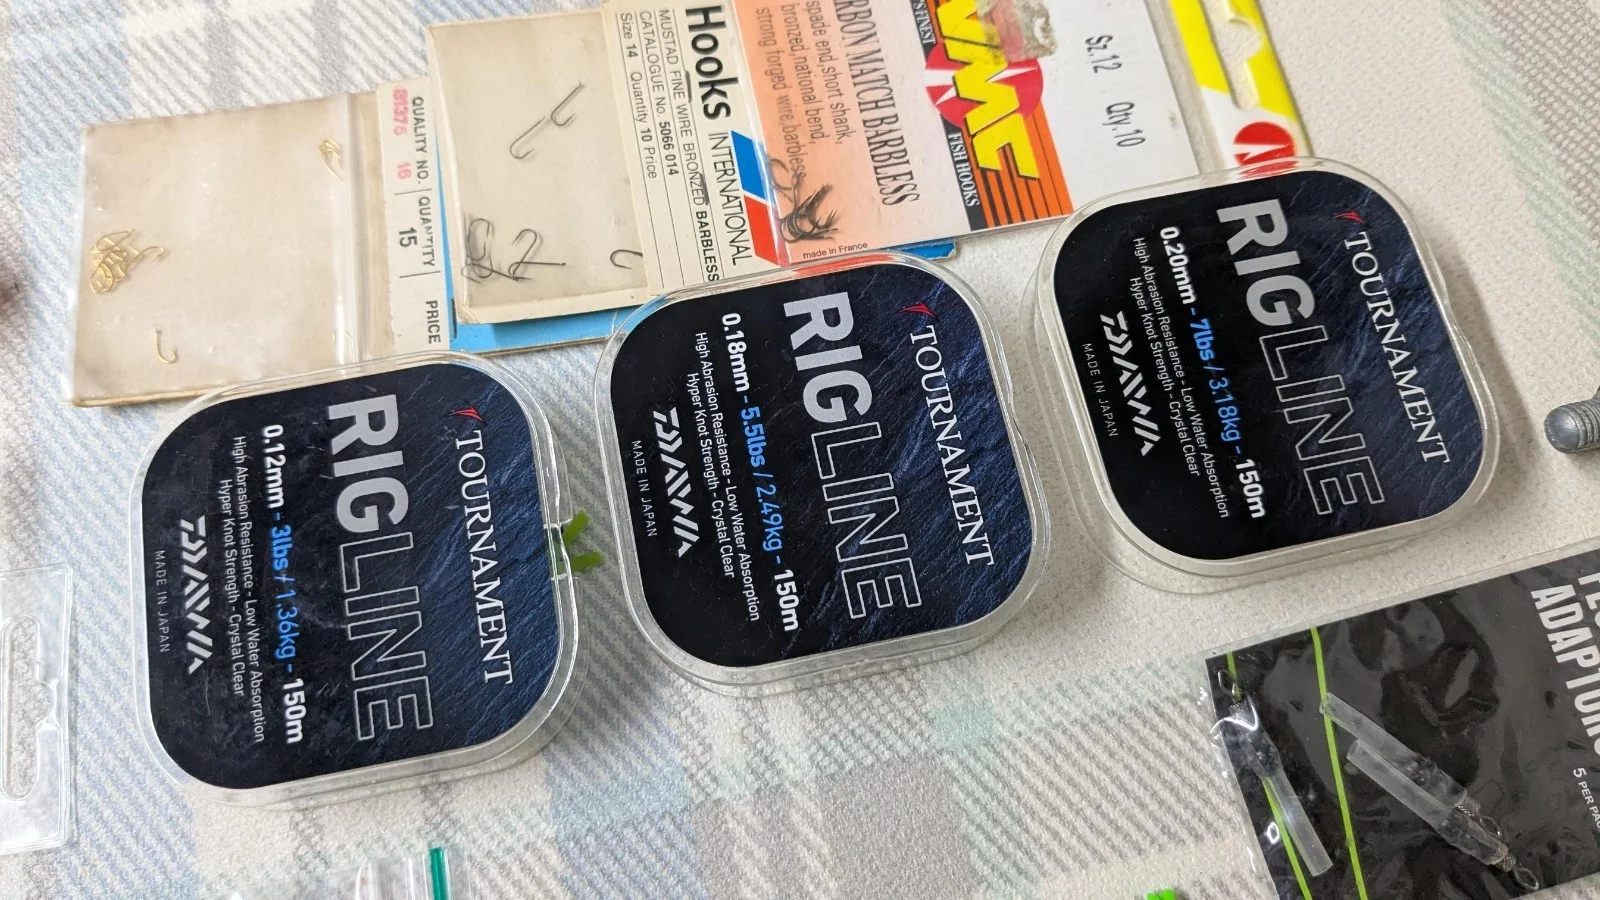 QUALITY NO.
QUANTITY
PRICE
81375 16
15
Hooks INTERNATIONAL
MUSTAD FINE WIRE BRONZED BARBLESS
CATALOGUE No. 5066 014
Size 14 Quantity 10 Price
CARBON MATCH BARBLESS
spade end, short shank,
bronzed, national bend,
strong forged wire, barbless
made in France
VMC
FISH HOOKS
Sz.12 Qty.10
TOURNAMENT
RIGLINE
0.12mm - 3lbs / 1.36kg - 150m
High Abrasion Resistance - Low Water Absorption
Hyper Knot Strength - Crystal Clear
DAIWA
MADE IN JAPAN
TOURNAMENT
RIGLINE
0.18mm - 5.5lbs / 2.49kg - 150m
High Abrasion Resistance - Low Water Absorption
Hyper Knot Strength - Crystal Clear
DAIWA
MADE IN JAPAN
TOURNAMENT
RIGLINE
0.20mm - 7lbs / 3.18kg - 150m
High Abrasion Resistance - Low Water Absorption
Hyper Knot Strength - Crystal Clear
DAIWA
MADE IN JAPAN
ADAPTORS
5 PER PACK